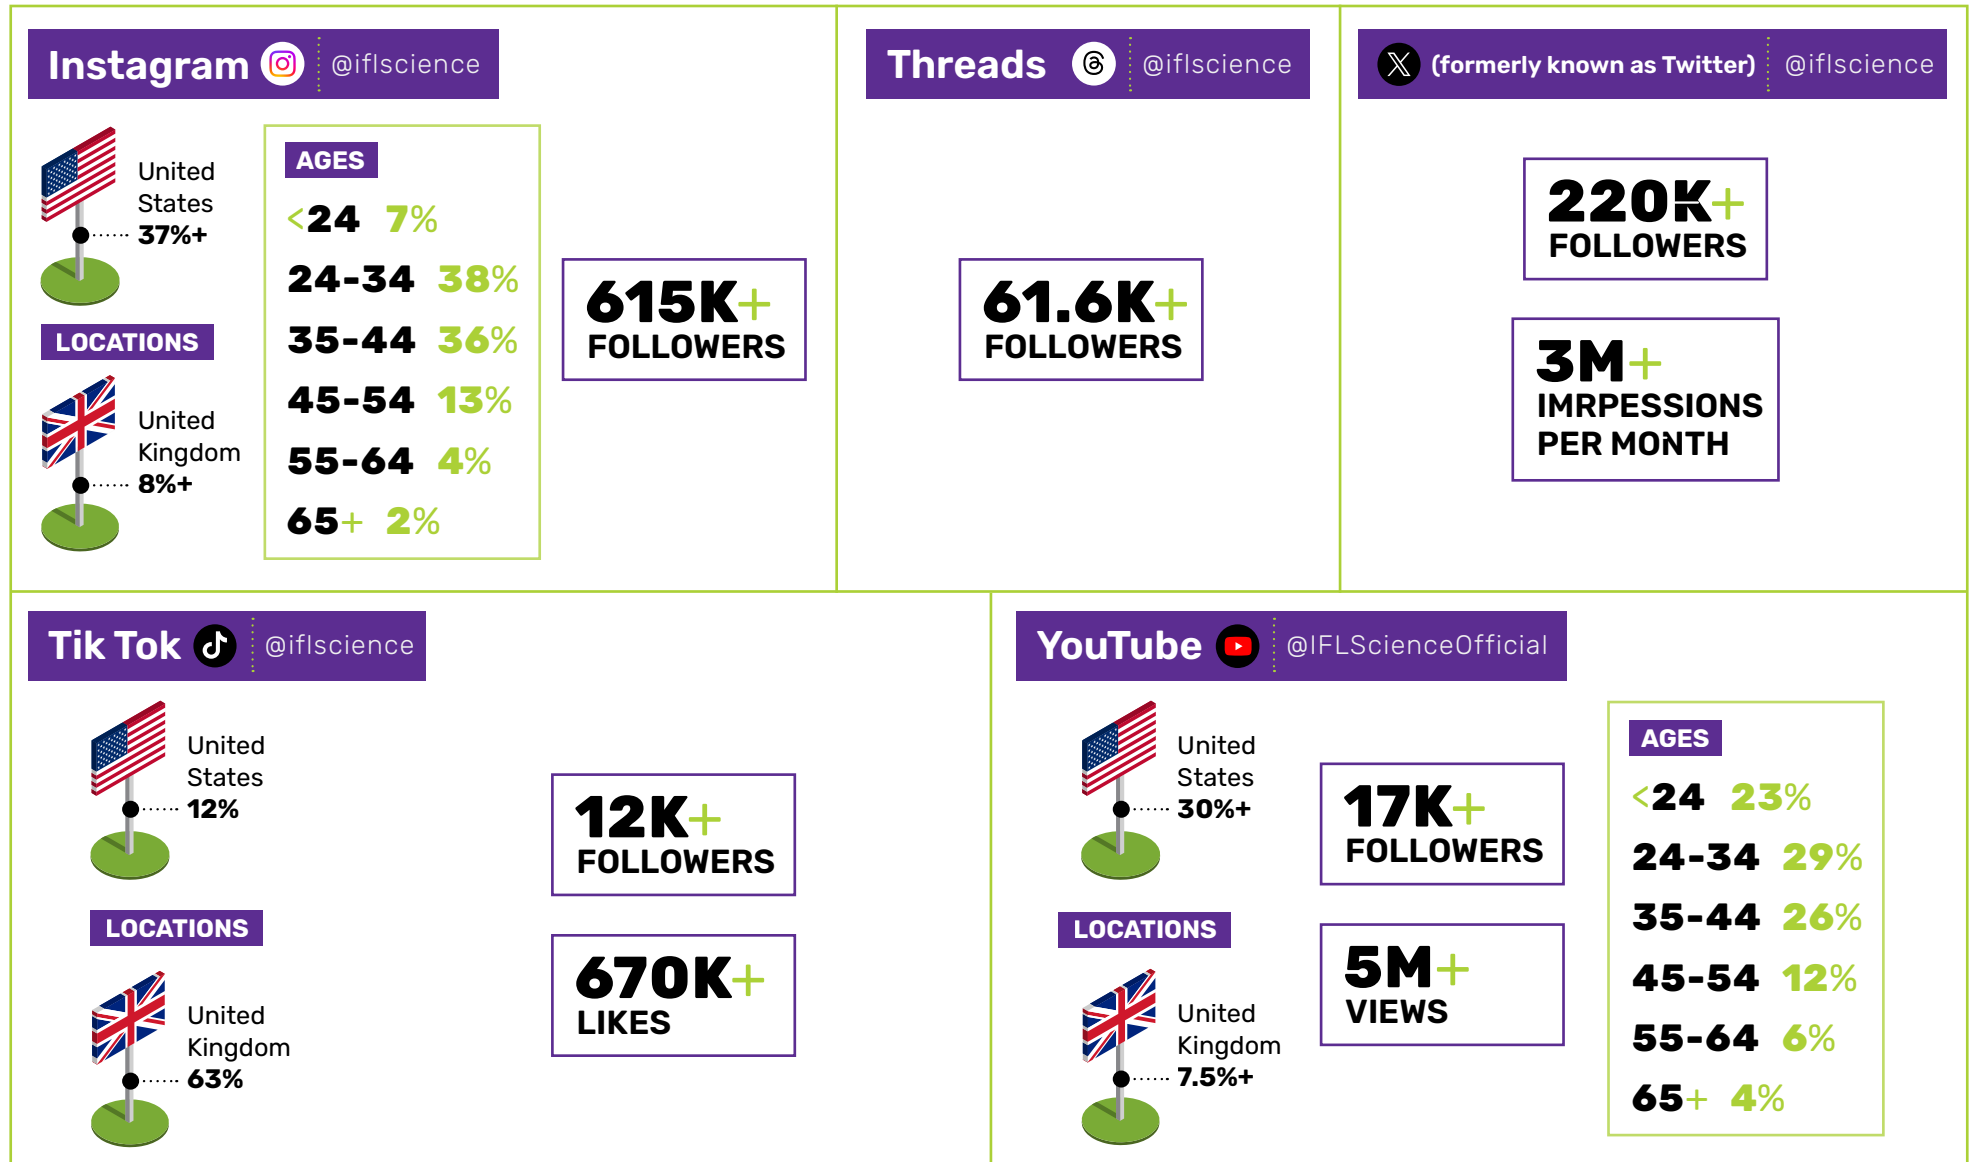 Instagram @iflscience
United
States
37%+
LOCATIONS
United
Kingdom
8%+
AGES
<24 7%
24-34 38%
35-44 36%
45-54 13%
55-64 4%
65+ 2%
615K+
FOLLOWERS
Threads @iflscience
61.6K+
FOLLOWERS
X (formerly known as Twitter) @iflscience
220K+
FOLLOWERS
3M+
IMRPESSIONS
PER MONTH
Tik Tok @iflscience
United
States
12%
LOCATIONS
United
Kingdom
63%
12K+
FOLLOWERS
670K+
LIKES
YouTube @IFLScienceOfficial
United
States
30%+
LOCATIONS
United
Kingdom
7.5%+
17K+
FOLLOWERS
5M+
VIEWS
AGES
<24 23%
24-34 29%
35-44 26%
45-54 12%
55-64 6%
65+ 4%